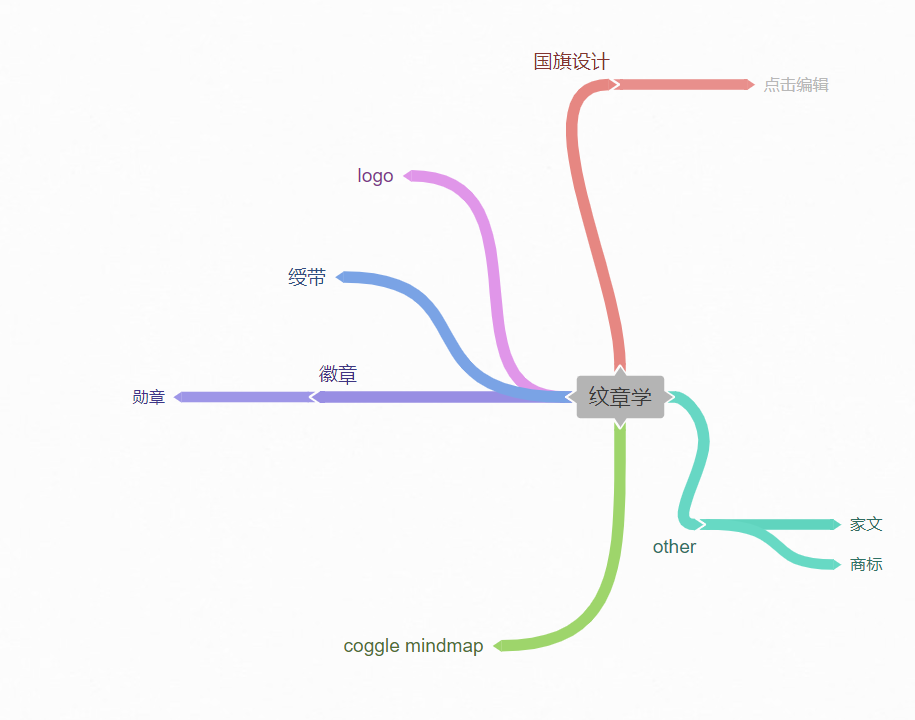 国旗设计
点击编辑
logo
绶带
徽章
勋章
纹章学
家文
other
商标
coggle mindmap